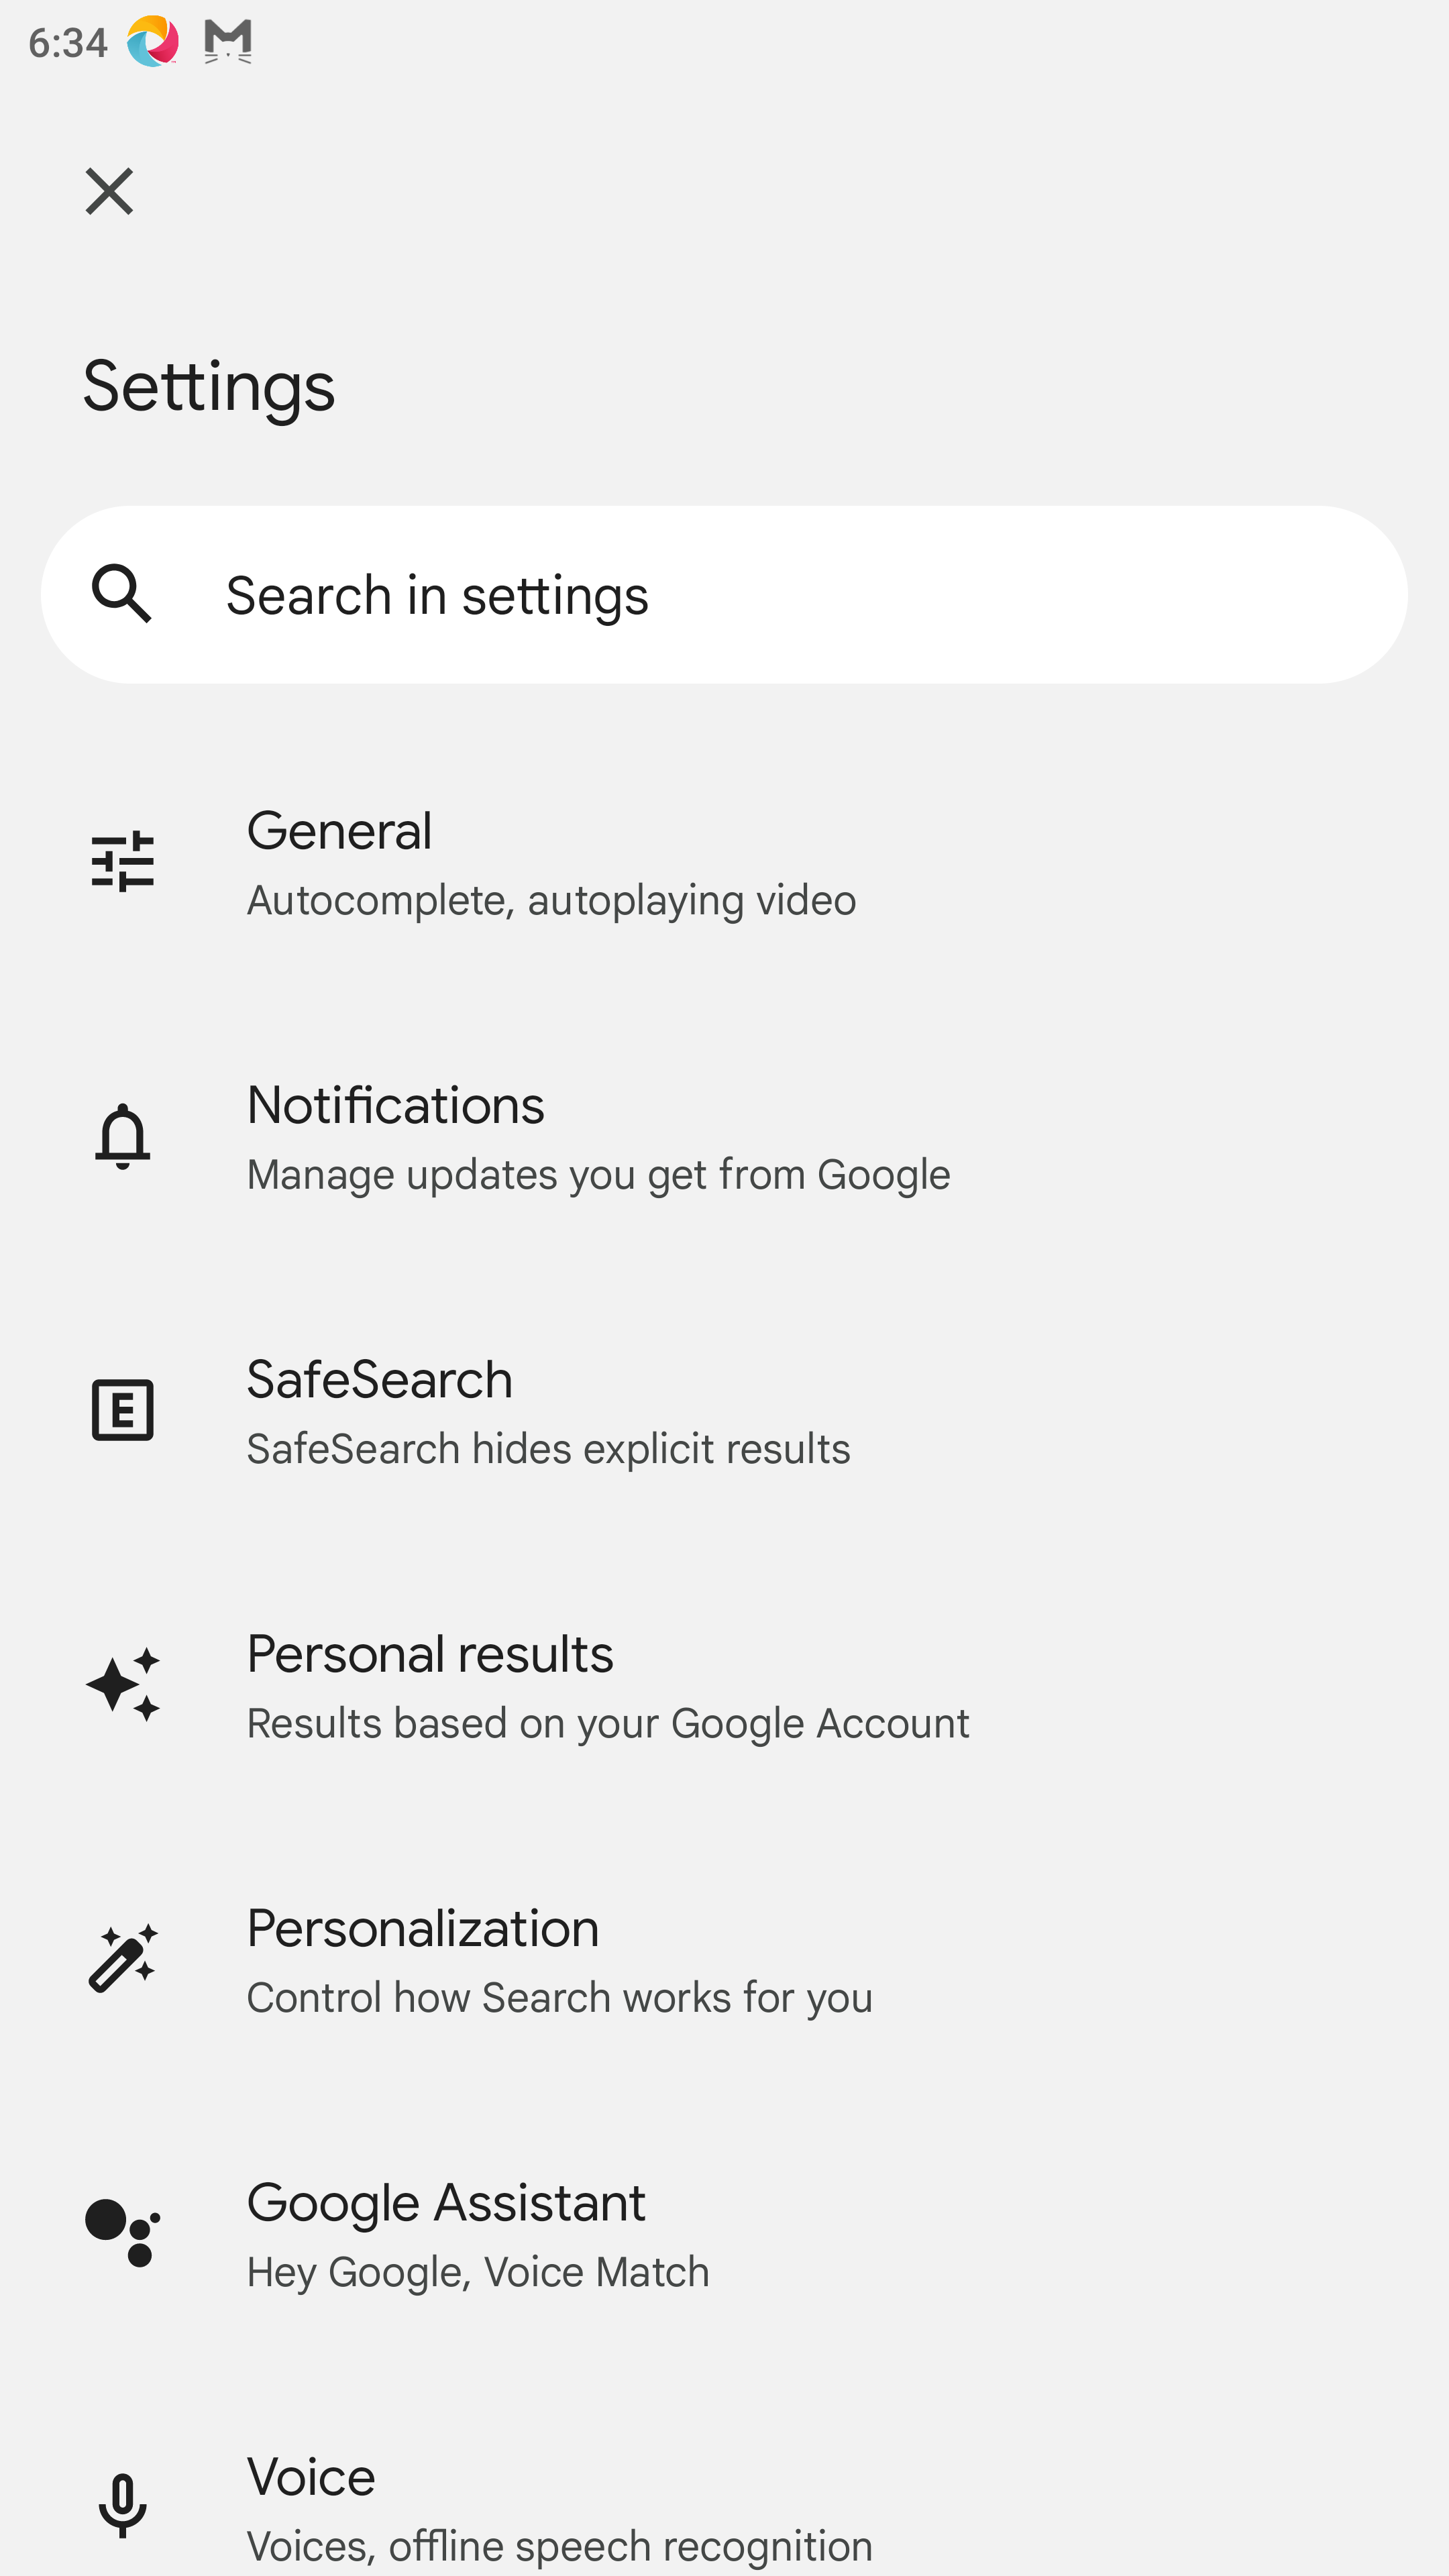 6:34
Settings
Search in settings
General
Autocomplete, autoplaying video
Notifications
Manage updates you get from Google
SafeSearch
SafeSearch hides explicit results
Personal results
Results based on your Google Account
Personalization
Control how Search works for you
Google Assistant
Hey Google, Voice Match
Voice
Voices, offline speech recognition